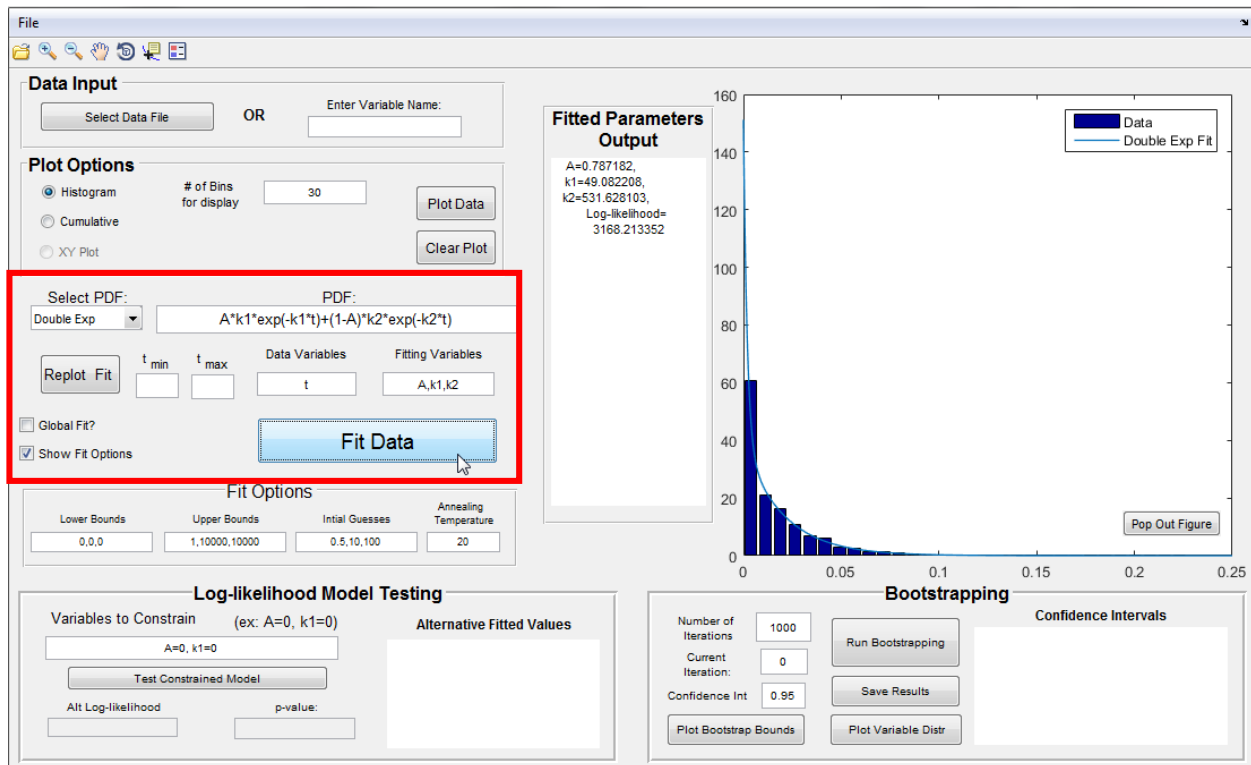 File
Data Input
Select Data File
OR
Enter Variable Name:
Plot Options
Histogram
Cumulative
XY Plot
# of Bins
for display
30
Plot Data
Clear Plot
Select PDF:
PDF:
Double Exp
A*k1*exp(-k1*t)+(1-A)*k2*exp(-k2*t)
Replot Fit
t min
t max
Data Variables
Fitting Variables
t
A,k1,k2
Global Fit?
Show Fit Options
Fit Data
Fit Options
Lower Bounds
Upper Bounds
Intial Guesses
Annealing
Temperature
0,0,0
1,10000,10000
0.5,10,100
20
Fitted Parameters
Output
A=0.787182,
k1=49.082208,
k2=531.628103,
Log-likelihood=
3168.213352
160
140
120
100
80
60
40
20
0
0
0.05
0.1
0.15
0.2
0.25
Data
Double Exp Fit
Pop Out Figure
Log-likelihood Model Testing
Variables to Constrain
(ex: A=0, k1=0)
A=0, k1=0
Test Constrained Model
Alt Log-likelihood
p-value:
Alternative Fitted Values
Bootstrapping
Number of
Iterations
1000
Current
Iteration:
0
Confidence Int
0.95
Plot Bootstrap Bounds
Run Bootstrapping
Save Results
Plot Variable Distr
Confidence Intervals